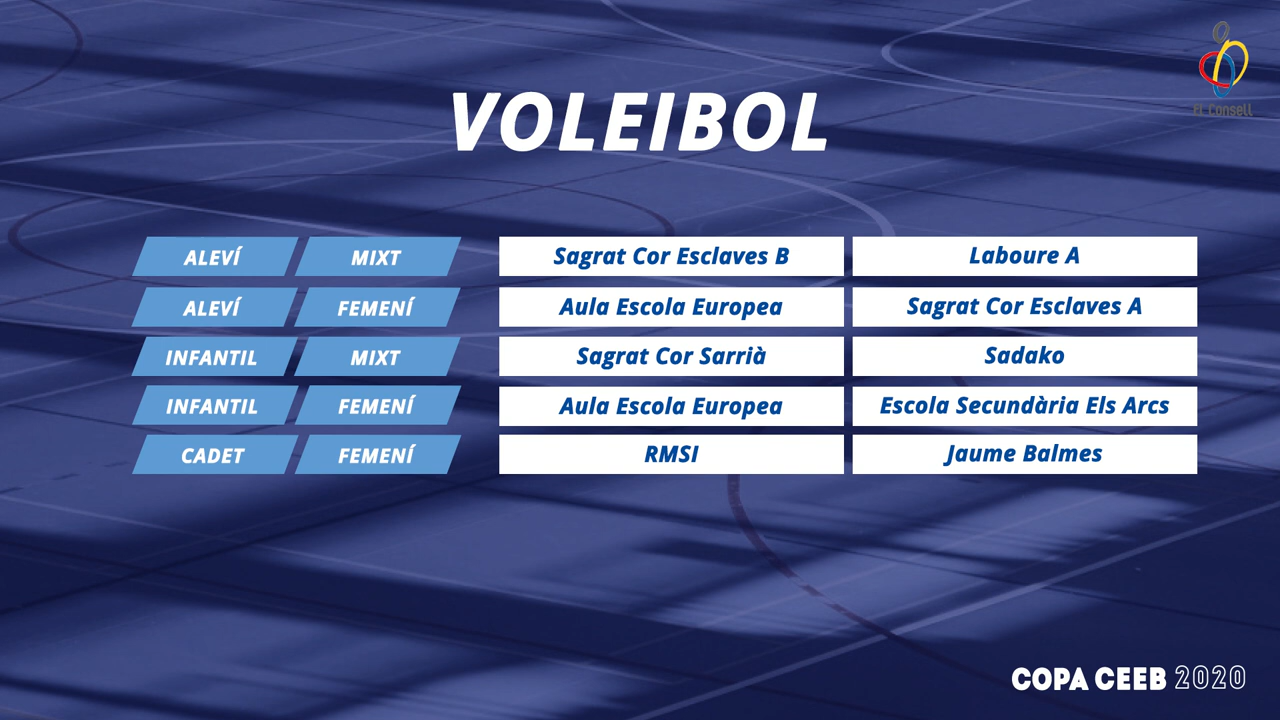 El Consell
VOLEIBOL
ALEVÍ MIXT Sagrat Cor Esclaves B Laboure A
ALEVÍ FEMENÍ Aula Escola Europea Sagrat Cor Esclaves A
INFANTIL MIXT Sagrat Cor Sarrià Sadako
INFANTIL FEMENÍ Aula Escola Europea Escola Secundària Els Arcs
CADET FEMENÍ RMSI Jaume Balmes
COPA CEEB 2020